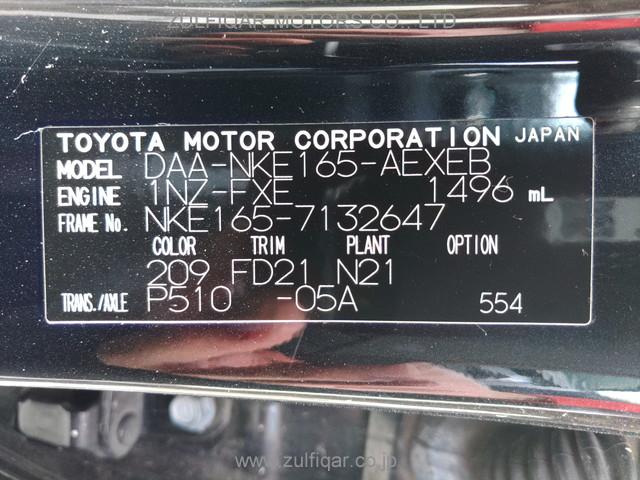 ZULFIQAR MOTORS CO., LTD
TOYOTA MOTOR CORPORATION JAPAN
MODEL DAA-NKE165-AEXEB
ENGINE 1NZ-FXE 1496 mL
FRAME No. NKE165-7132647
COLOR TRIM PLANT OPTION
209 FD21 N21
TRANS./AXLE P510 -05A 554
www.zulfiqar.co.jp